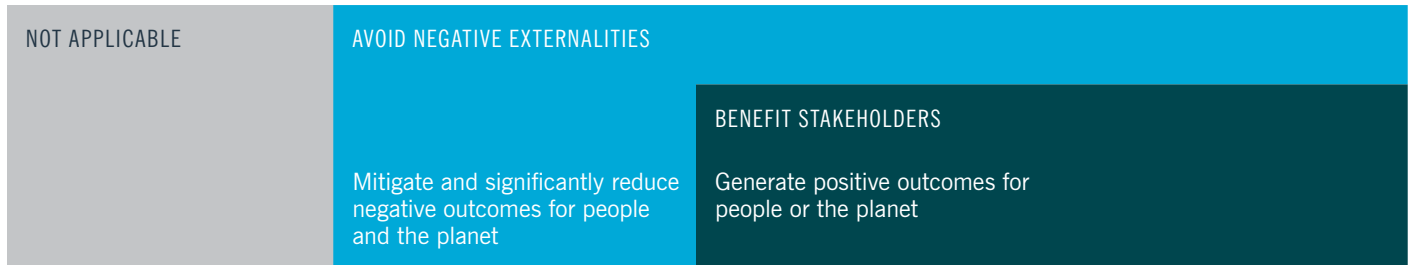 NOT APPLICABLE
AVOID NEGATIVE EXTERNALITIES
Mitigate and significantly reduce
negative outcomes for people
and the planet
BENEFIT STAKEHOLDERS
Generate positive outcomes for
people or the planet